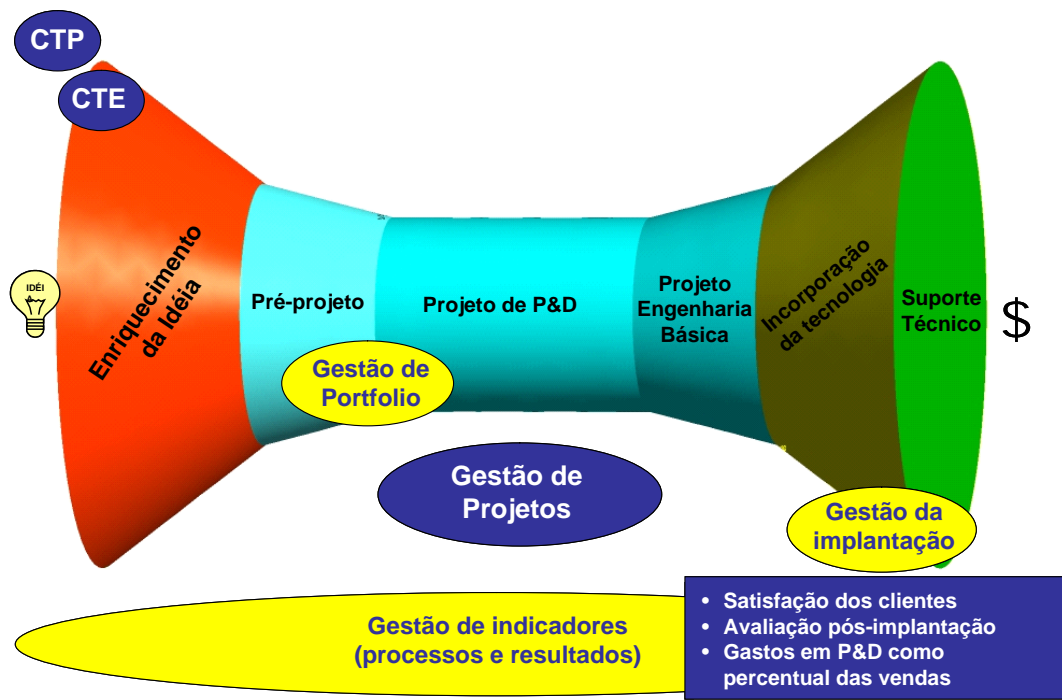 CTP
CTE
IDÉI
Enriquecimento
da Idéia
Pré-projeto
Projeto de P&D
Projeto
Engenharia
Básica
Incorporação
da tecnologia
Suporte
Técnico
$
Gestão de
Portfolio
Gestão de
Projetos
Gestão da
implantação
Gestão de indicadores
(processos e resultados)
• Satisfação dos clientes
• Avaliação pós-implantação
• Gastos em P&D como
percentual das vendas